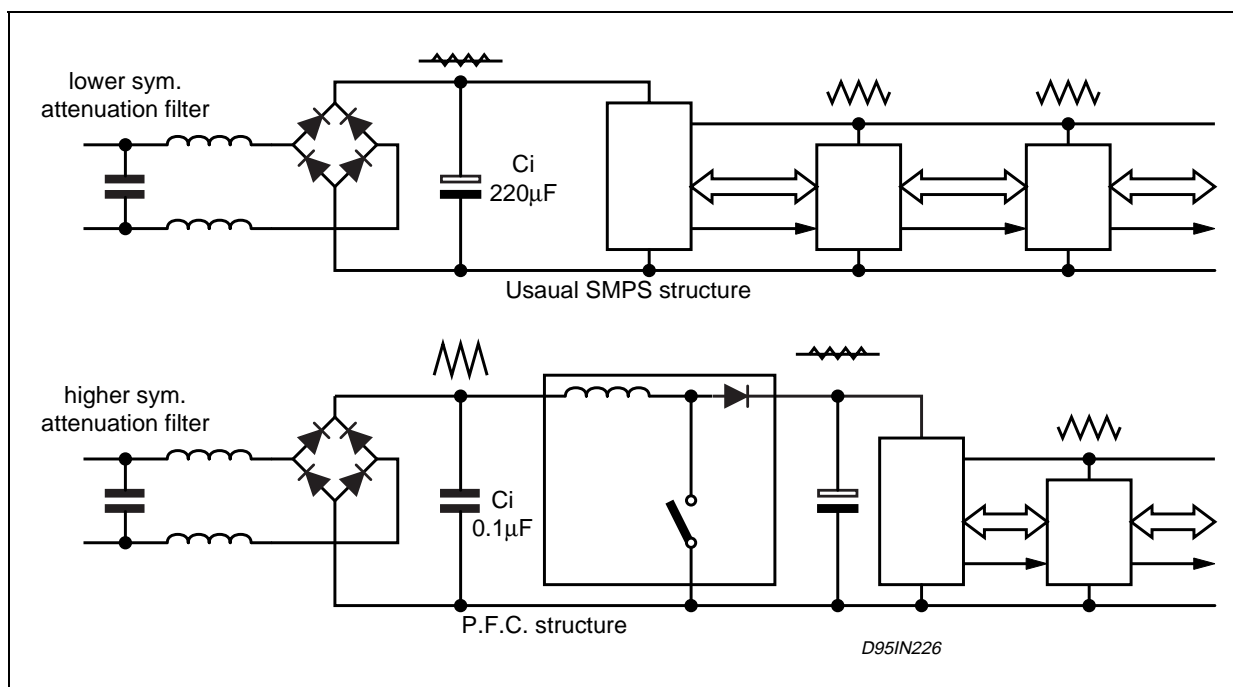 lower sym.
attenuation filter
Ci
220μF
Usaual SMPS structure
higher sym.
attenuation filter
Ci
0.1μF
P.F.C. structure
D95IN226